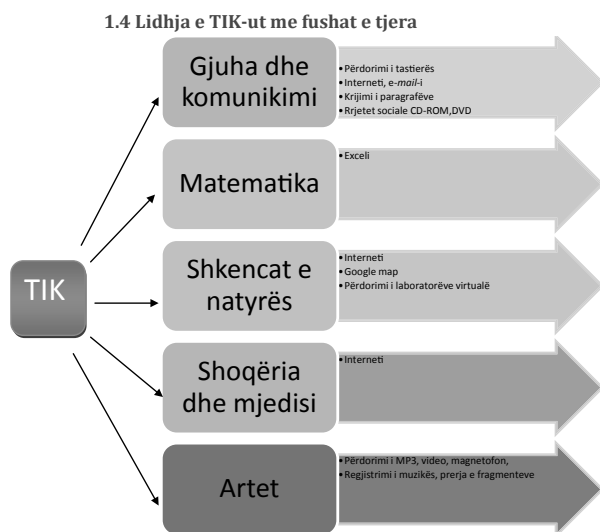 1.4 Lidhja e TIK-ut me fushat e tjera
TIK
Gjuha dhe
komunikimi
• Përdorimi i tastierës
• Interneti, e-mail-i
• Krijimi i paragrafëve
• Rrjetet sociale CD-ROM,DVD
Matematika
• Exceli
Shkencat e
natyrës
• Interneti
• Google map
• Përdorimi i laboratorëve virtualë
Shoqëria
dhe mjedisi
• Interneti
Artet
• Përdorimi i MP3, video, magnetofon,
• Regjistrimi i muzikës, prerja e fragmenteve